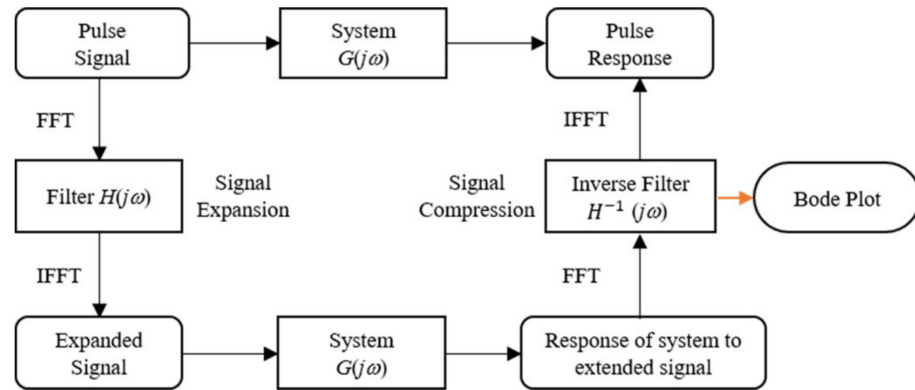 Pulse
Signal
System
G(jω)
Pulse
Response
FFT
IFFT
Filter H(jω)
Signal
Expansion
Signal
Compression
Inverse Filter
H⁻¹ (jω)
Bode Plot
IFFT
FFT
Expanded
Signal
System
G(jω)
Response of system to
extended signal